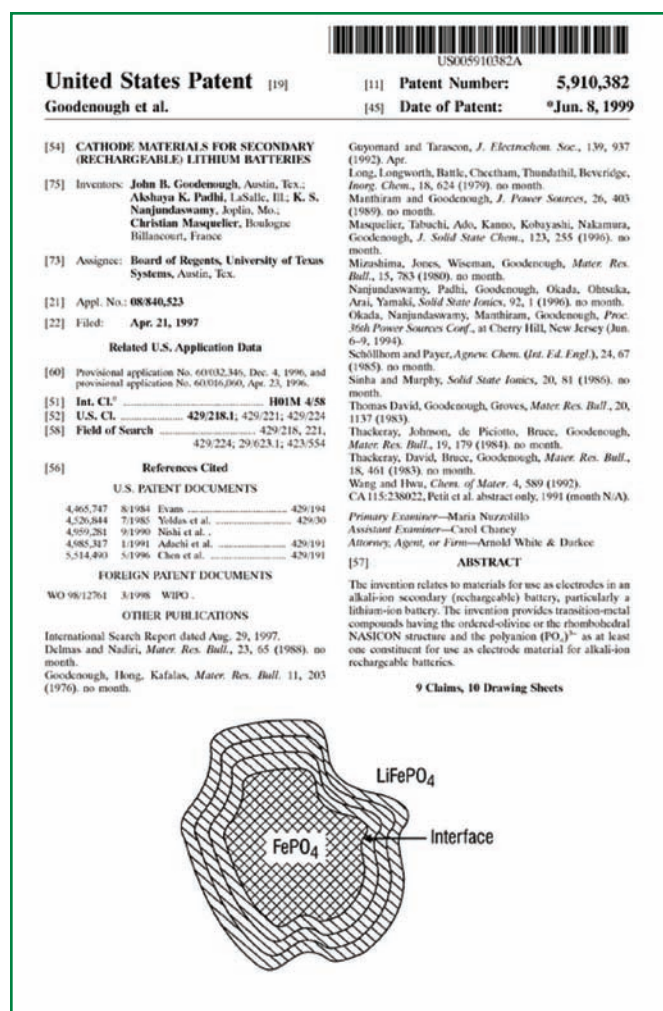 US005910382A
United States Patent [19]
Goodenough et al.
[11] Patent Number: 5,910,382
[45] Date of Patent: *Jun. 8, 1999
[54] CATHODE MATERIALS FOR SECONDARY
(RECHARGEABLE) LITHIUM BATTERIES
[75] Inventors: John B. Goodenough, Austin, Tex.;
Akshaya K. Padhi, LaSalle, Ill.; K. S.
Nanjundaswamy, Joplin, Mo.;
Christian Masquelier, Boulogne
Billancourt, France
[73] Assignee: Board of Regents, University of Texas
Systems, Austin, Tex.
[21] Appl. No.: 08/840,523
[22] Filed: Apr. 21, 1997
Related U.S. Application Data
[60] Provisional application No. 60/032,346, Dec. 4, 1996, and
provisional application No. 60/016,060, Apr. 23, 1996.
[51] Int. Cl.⁶ H01M 4/58
[52] U.S. Cl. 429/218.1; 429/221; 429/224
[58] Field of Search 429/218, 221,
429/224; 29/623.1; 423/554
[56] References Cited
U.S. PATENT DOCUMENTS
4,465,747 8/1984 Evans 429/194
4,526,844 7/1985 Yoldas et al. 429/30
4,959,281 9/1990 Nishi et al. .
4,985,317 1/1991 Adachi et al. 429/191
5,514,490 5/1996 Chen et al. 429/191
FOREIGN PATENT DOCUMENTS
WO 98/12761 3/1998 WIPO .
OTHER PUBLICATIONS
International Search Report dated Aug. 29, 1997.
Delmas and Nadiri, Mater. Res. Bull., 23, 65 (1988). no
month.
Goodenough, Hong, Kafalas, Mater. Res. Bull. 11, 203
(1976). no month.
Guyomard and Tarascon, J. Electrochem. Soc., 139, 937
(1992). Apr.
Long, Longworth, Battle, Cheetham, Thundathil, Beveridge,
Inorg. Chem., 18, 624 (1979). no month.
Manthiram and Goodenough, J. Power Sources, 26, 403
(1989). no month.
Masquelier, Tabuchi, Ado, Kanno, Kobayashi, Nakamura,
Goodenough, J. Solid State Chem., 123, 255 (1996). no
month.
Mizushima, Jones, Wiseman, Goodenough, Mater. Res.
Bull., 15, 783 (1980). no month.
Nanjundaswamy, Padhi, Goodenough, Okada, Ohtsuka,
Arai, Yamaki, Solid State Ionics, 92, 1 (1996). no month.
Okada, Nanjundaswamy, Manthiram, Goodenough, Proc.
36th Power Sources Conf., at Cherry Hill, New Jersey (Jun.
6–9, 1994).
Schöllhorn and Payer, Agnew. Chem. (Int. Ed. Engl.), 24, 67
(1985). no month.
Sinha and Murphy, Solid State Ionics, 20, 81 (1986). no
month.
Thomas David, Goodenough, Groves, Mater. Res. Bull., 20,
1137 (1983).
Thackeray, Johnson, de Piciotto, Bruce, Goodenough,
Mater. Res. Bull., 19, 179 (1984). no month.
Thackeray, David, Bruce, Goodenough, Mater. Res. Bull.,
18, 461 (1983). no month.
Wang and Hwu, Chem. of Mater. 4, 589 (1992).
CA 115:238022, Petit et al. abstract only, 1991 (month N/A).
Primary Examiner—Maria Nuzzolillo
Assistant Examiner—Carol Chaney
Attorney, Agent, or Firm—Arnold White & Durkee
[57] ABSTRACT
The invention relates to materials for use as electrodes in an
alkali-ion secondary (rechargeable) battery, particularly a
lithium-ion battery. The invention provides transition-metal
compounds having the ordered-olivine or the rhombohedral
NASICON structure and the polyanion (PO₄)³⁻ as at least
one constituent for use as electrode material for alkali-ion
rechargeable batteries.
9 Claims, 10 Drawing Sheets
LiFePO₄
FePO₄
Interface